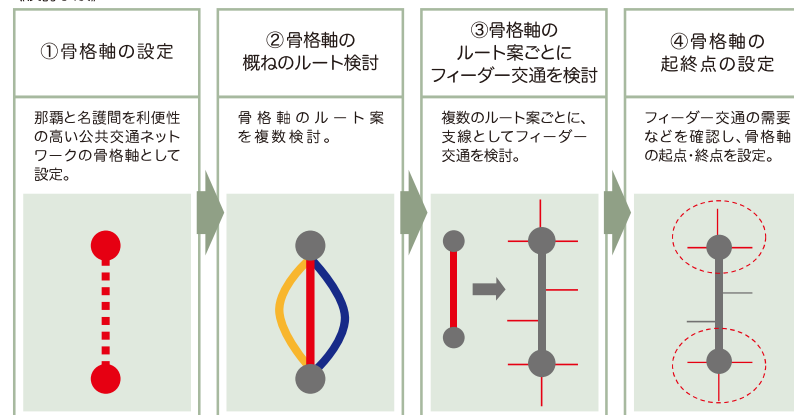 ①骨格軸の設定
那覇と名護間を利便性
の高い公共交通ネット
ワークの骨格軸として
設定。
②骨格軸の
概ねのルート検討
骨格軸のルート案
を複数検討。
③骨格軸の
ルート案ごとに
フィーダー交通を検討
複数のルート案ごとに、
支線としてフィーダー
交通を検討。
④骨格軸の
起終点の設定
フィーダー交通の需要
などを確認し、骨格軸
の起点・終点を設定。